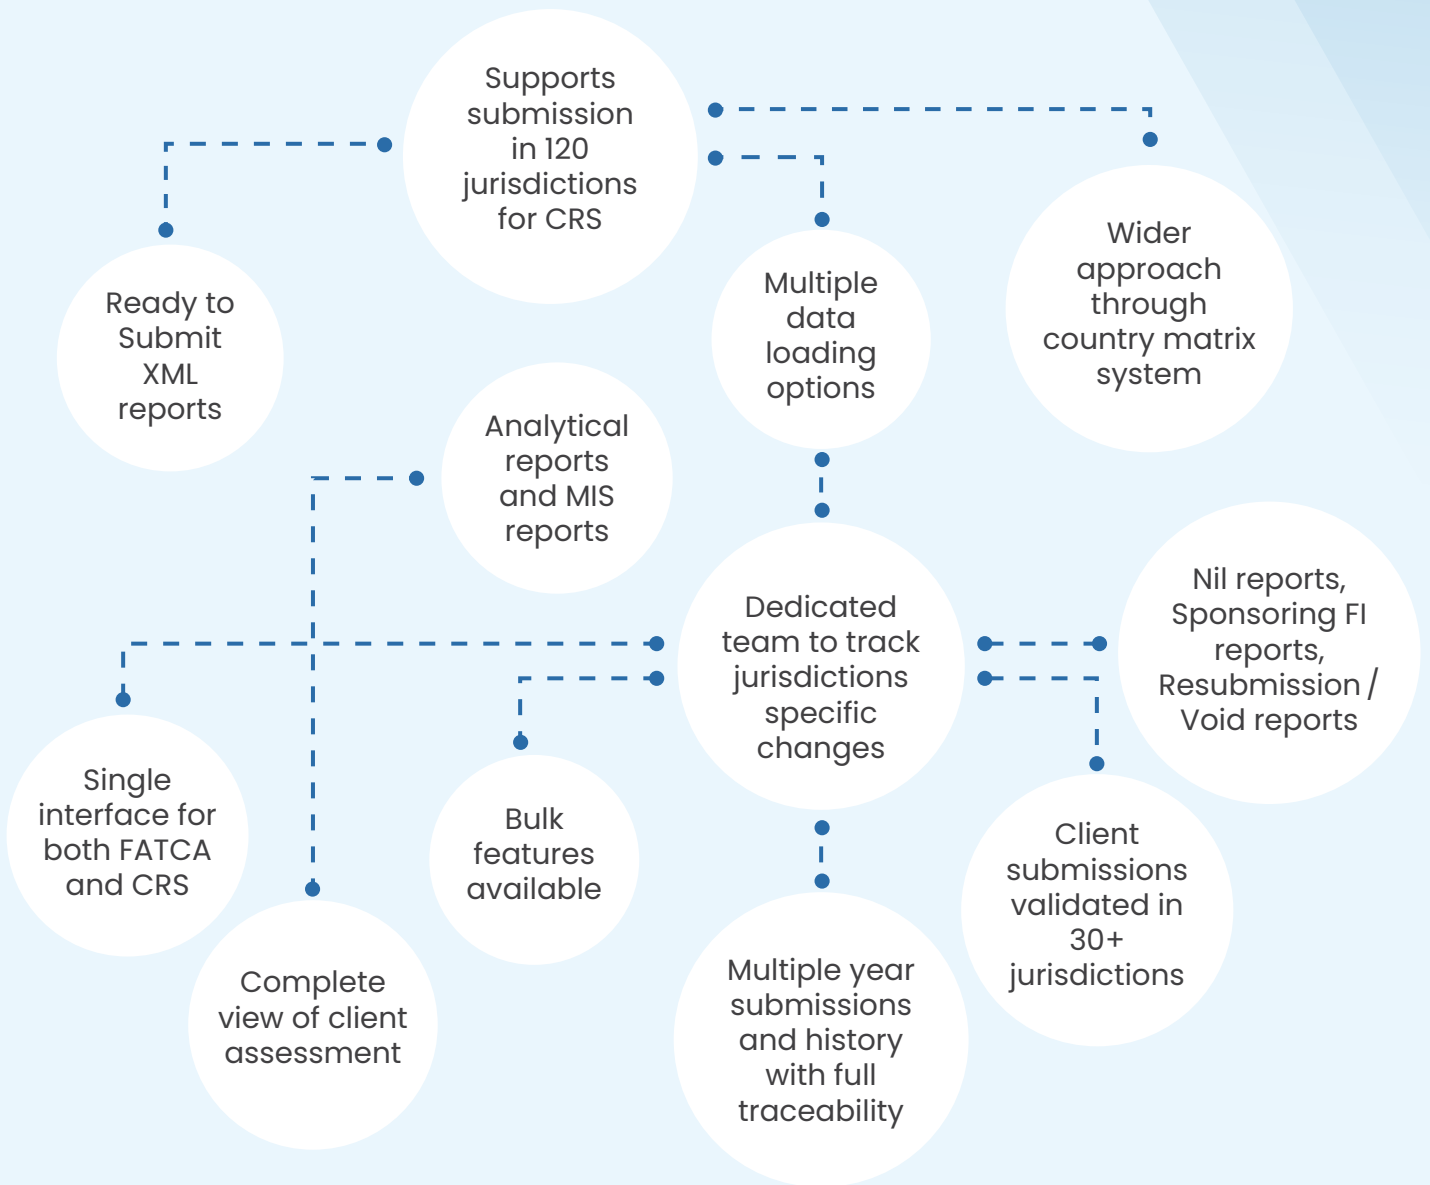 Supports
submission
in 120
jurisdictions
for CRS
Ready to
Submit
XML
reports
Multiple
data
loading
options
Wider
approach
through
country matrix
system
Analytical
reports
and MIS
reports
Dedicated
team to track
jurisdictions
specific
changes
Nil reports,
Sponsoring FI
reports,
Resubmission /
Void reports
Single
interface for
both FATCA
and CRS
Bulk
features
available
Client
submissions
validated in
30+
jurisdictions
Complete
view of client
assessment
Multiple year
submissions
and history
with full
traceability